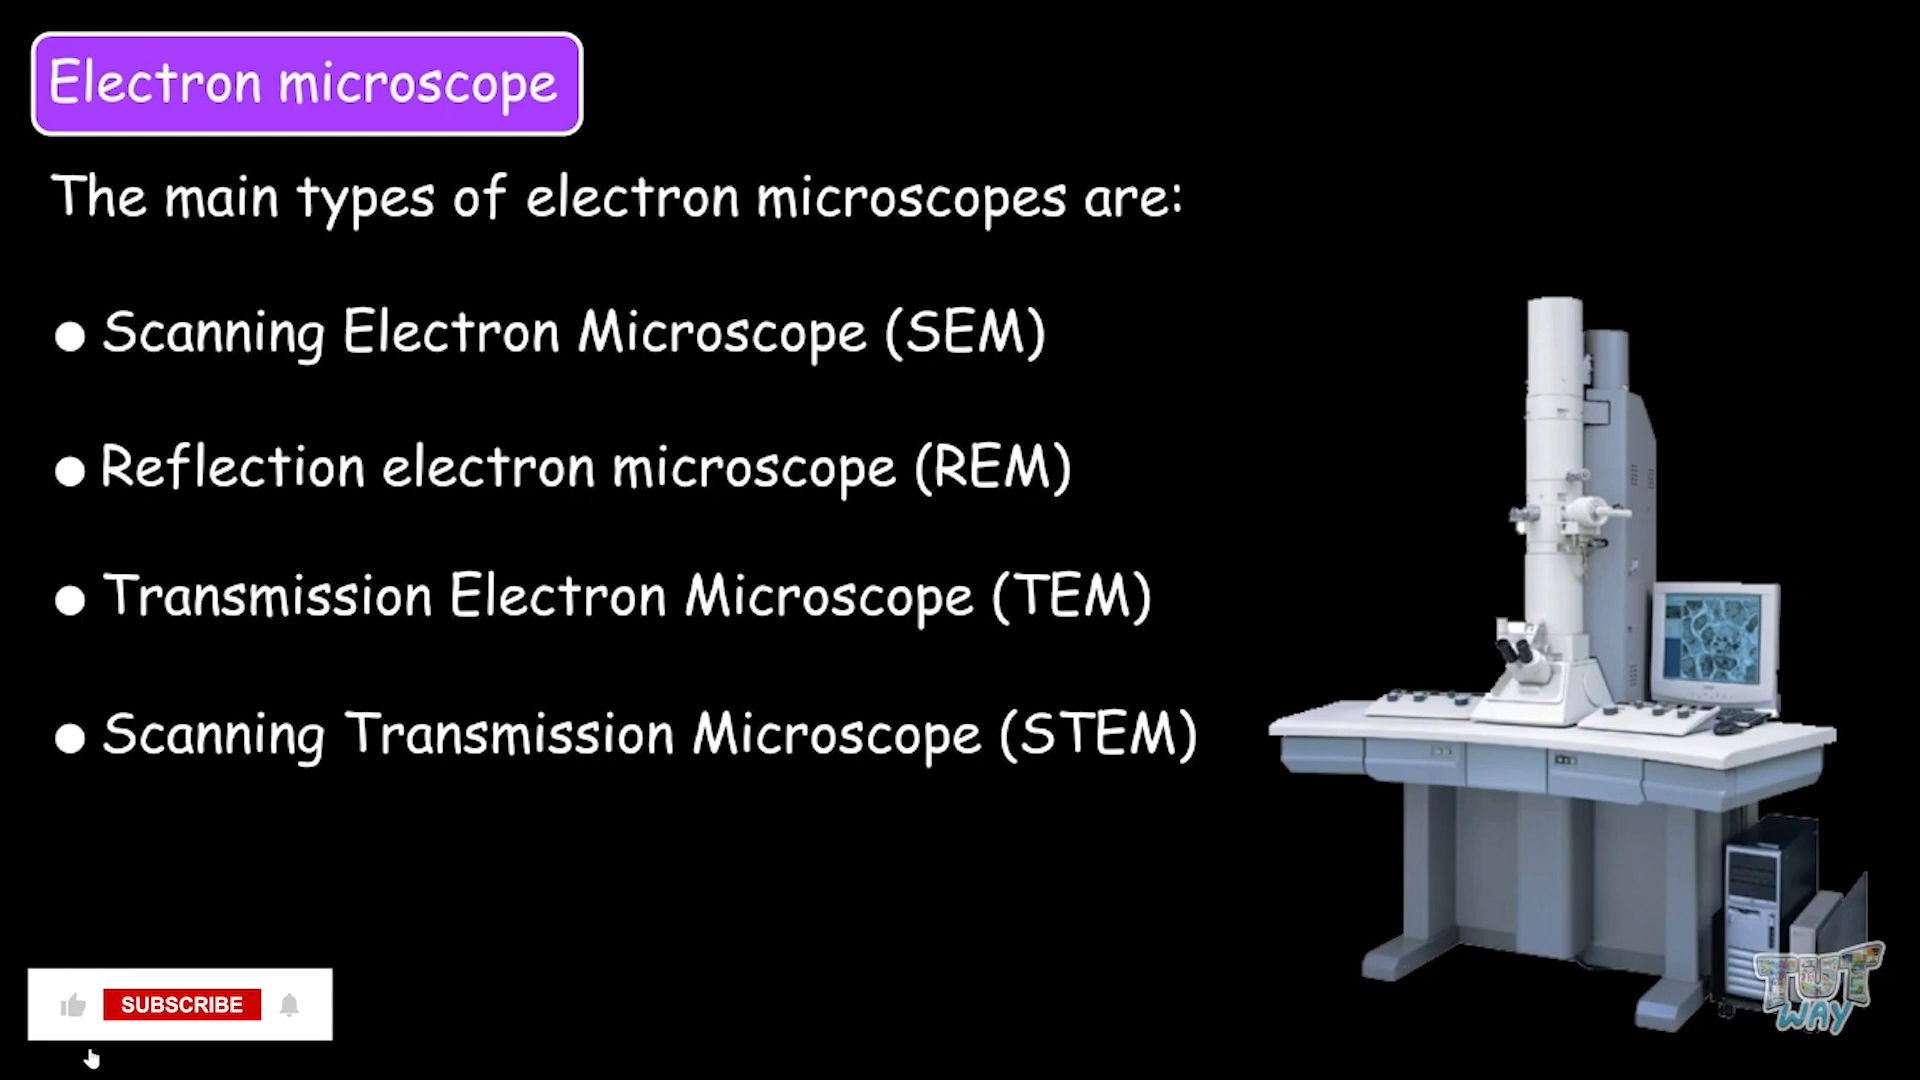 Electron microscope
The main types of electron microscopes are:
● Scanning Electron Microscope (SEM)
● Reflection electron microscope (REM)
● Transmission Electron Microscope (TEM)
● Scanning Transmission Microscope (STEM)
SUBSCRIBE
TUT
WAY